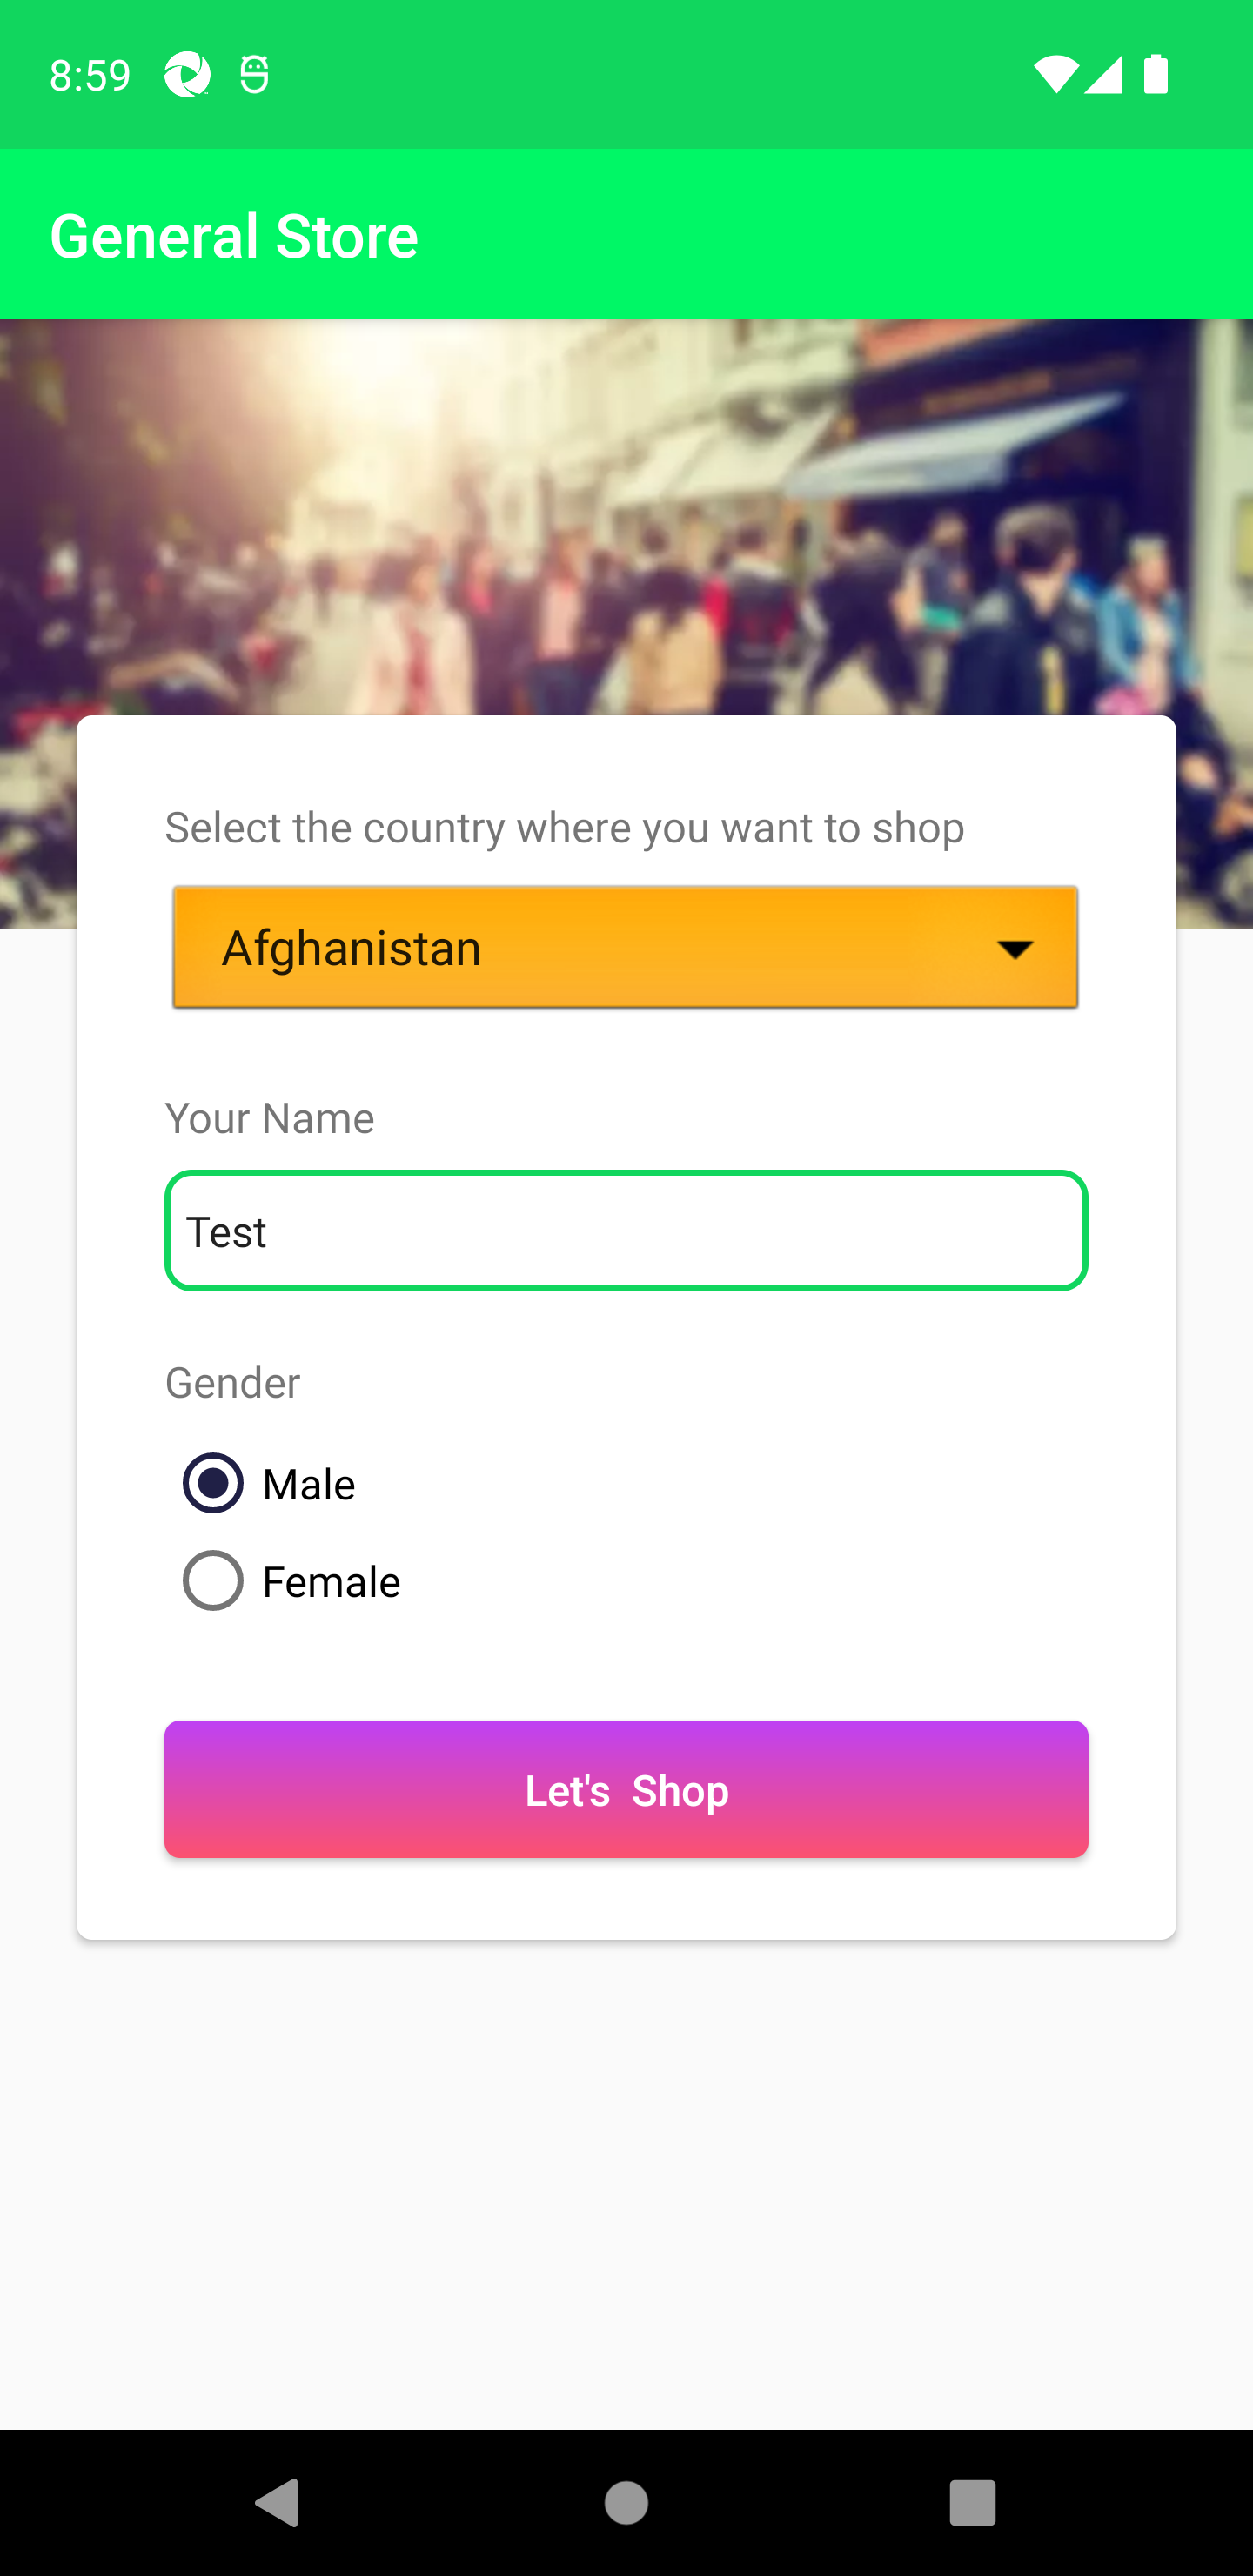 8:59
General Store
Select the country where you want to shop
Afghanistan
Your Name
Test
Gender
Male
Female
Let's Shop